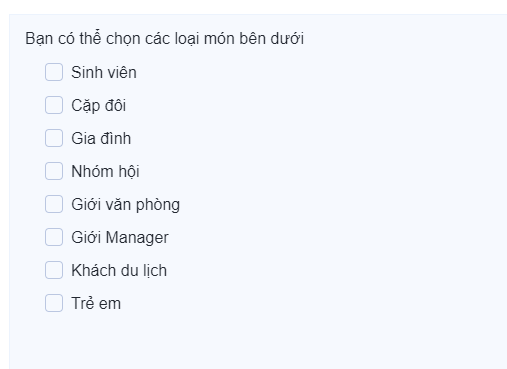 Bạn có thể chọn các loại món bên dưới
Sinh viên
Cặp đôi
Gia đình
Nhóm hội
Giới văn phòng
Giới Manager
Khách du lịch
Trẻ em